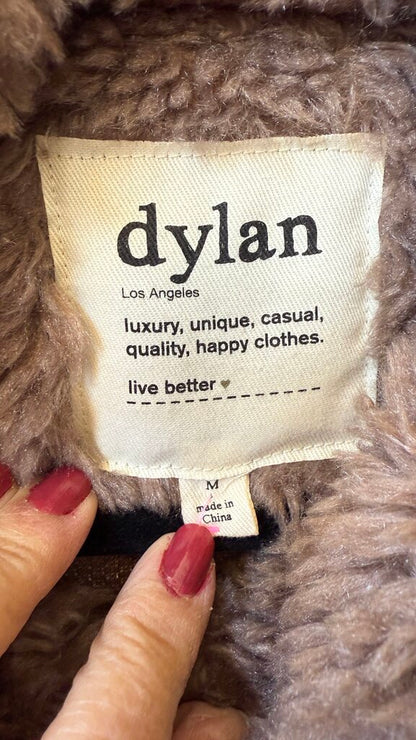 dylan
Los Angeles
luxury, unique, casual,
quality, happy clothes.
live better
M
made in
China